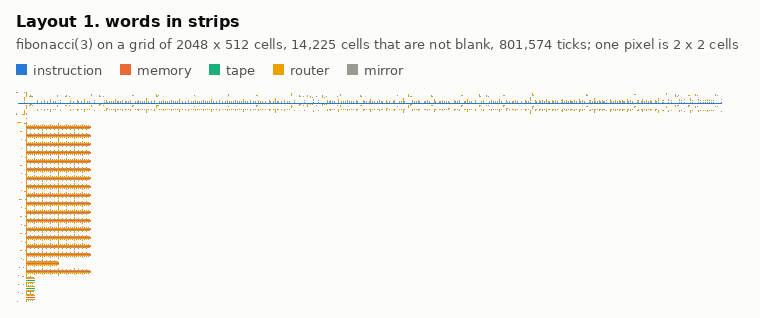 Layout 1. words in strips
fibonacci(3) on a grid of 2048 x 512 cells, 14,225 cells that are not blank, 801,574 ticks; one pixel is 2 x 2 cells
instruction memory tape router mirror